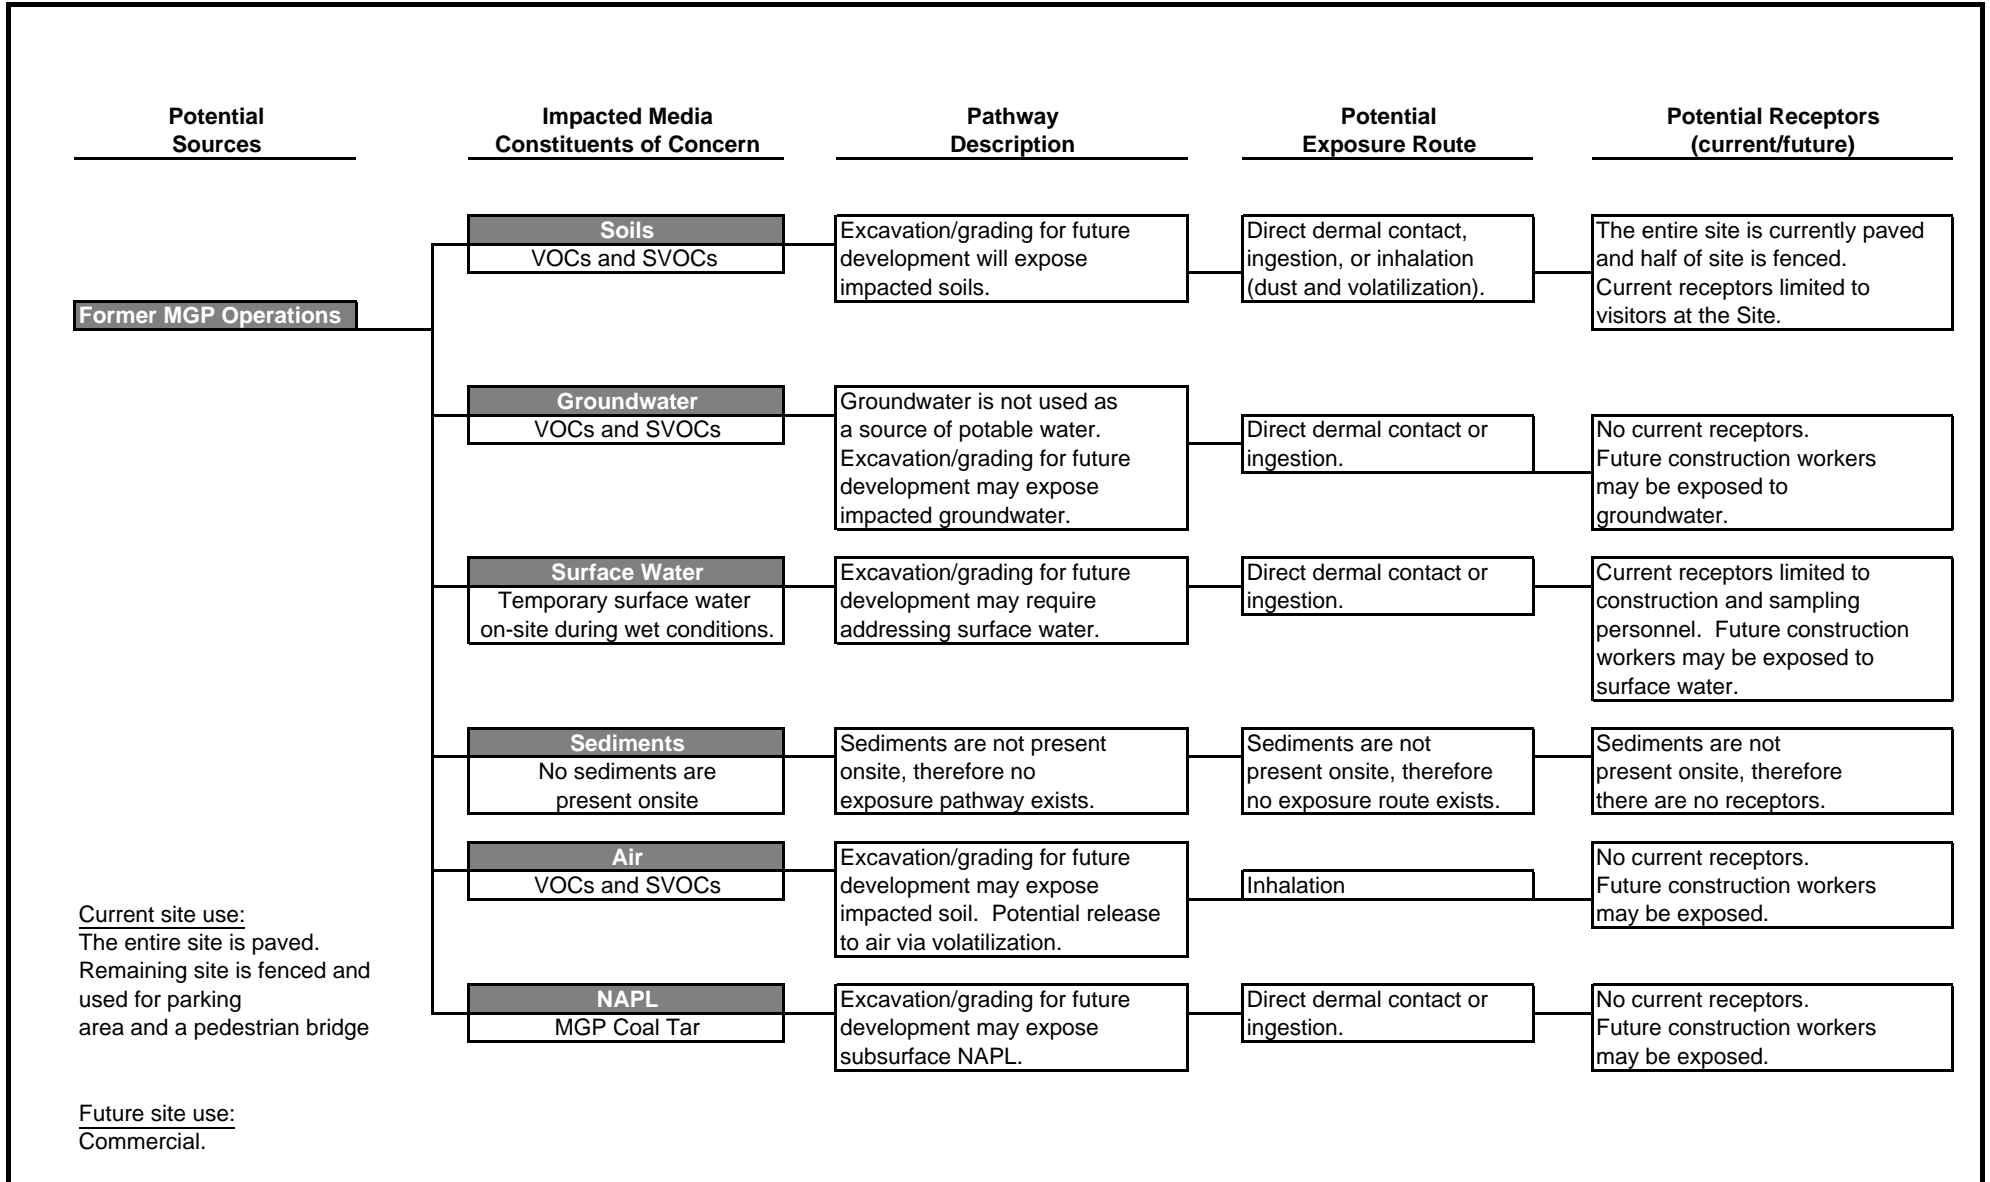 Potential
Sources
Impacted Media
Constituents of Concern
Pathway
Description
Potential
Exposure Route
Potential Receptors
(current/future)
Former MGP Operations
Soils
VOCs and SVOCs
Excavation/grading for future
development will expose
impacted soils.
Direct dermal contact,
ingestion, or inhalation
(dust and volatilization).
The entire site is currently paved
and half of site is fenced.
Current receptors limited to
visitors at the Site.
Groundwater
VOCs and SVOCs
Groundwater is not used as
a source of potable water.
Excavation/grading for future
development may expose
impacted groundwater.
Direct dermal contact or
ingestion.
No current receptors.
Future construction workers
may be exposed to
groundwater.
Surface Water
Temporary surface water
on-site during wet conditions.
Excavation/grading for future
development may require
addressing surface water.
Direct dermal contact or
ingestion.
Current receptors limited to
construction and sampling
personnel.  Future construction
workers may be exposed to
surface water.
Sediments
No sediments are
present onsite
Sediments are not present
onsite, therefore no
exposure pathway exists.
Sediments are not
present onsite, therefore
no exposure route exists.
Sediments are not
present onsite, therefore
there are no receptors.
Air
VOCs and SVOCs
Excavation/grading for future
development may expose
impacted soil.  Potential release
to air via volatilization.
Inhalation
No current receptors.
Future construction workers
may be exposed.
NAPL
MGP Coal Tar
Excavation/grading for future
development may expose
subsurface NAPL.
Direct dermal contact or
ingestion.
No current receptors.
Future construction workers
may be exposed.
Current site use:
The entire site is paved.
Remaining site is fenced and
used for parking
area and a pedestrian bridge
Future site use:
Commercial.